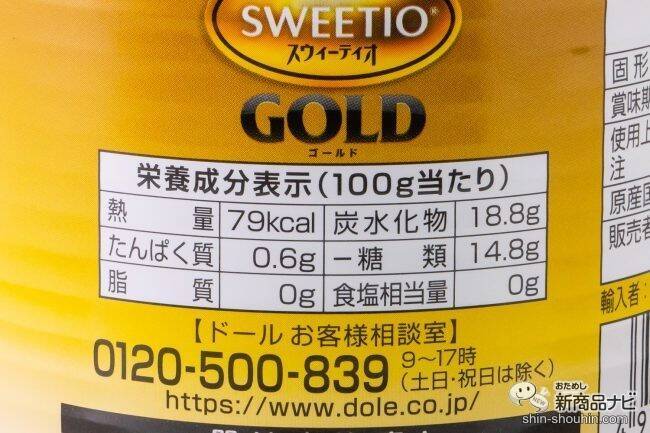 SWEETIO®
スウィーティオ
GOLD
ゴールド
栄養成分表示(100g当たり)
熱量 79kcal 炭水化物 18.8g
たんぱく質 0.6g －糖類 14.8g
脂質 0g 食塩相当量 0g
【ドール お客様相談室】
0120-500-839 9～17時
(土日・祝日は除く)
https://www.dole.co.jp/
固形
賞味期
使用上
注
原産国
販売者
輸入者:
おためし
新商品ナビ
shin-shouhin.com